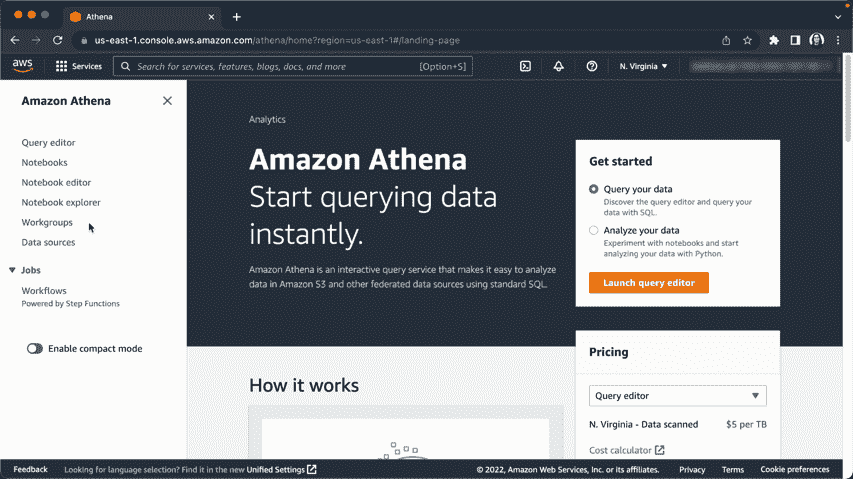 Athena
us-east-1.console.aws.amazon.com/athena/home?region=us-east-1#/landing-page
aws
Services
Search for services, features, blogs, docs, and more
[Option+S]
N. Virginia
Amazon Athena
Query editor
Notebooks
Notebook editor
Notebook explorer
Workgroups
Data sources
Jobs
Workflows
Powered by Step Functions
Enable compact mode
Analytics
Amazon Athena
Start querying data
instantly.
Amazon Athena is an interactive query service that makes it easy to analyze
data in Amazon S3 and other federated data sources using standard SQL.
Get started
Query your data
Discover the query editor and query your
data with SQL.
Analyze your data
Experiment with notebooks and start
analyzing your data with Python.
Launch query editor
Pricing
Query editor
N. Virginia - Data scanned
$5 per TB
Cost calculator
How it works
Feedback
Looking for language selection? Find it in the new Unified Settings
© 2022, Amazon Web Services, Inc. or its affiliates.
Privacy
Terms
Cookie preferences